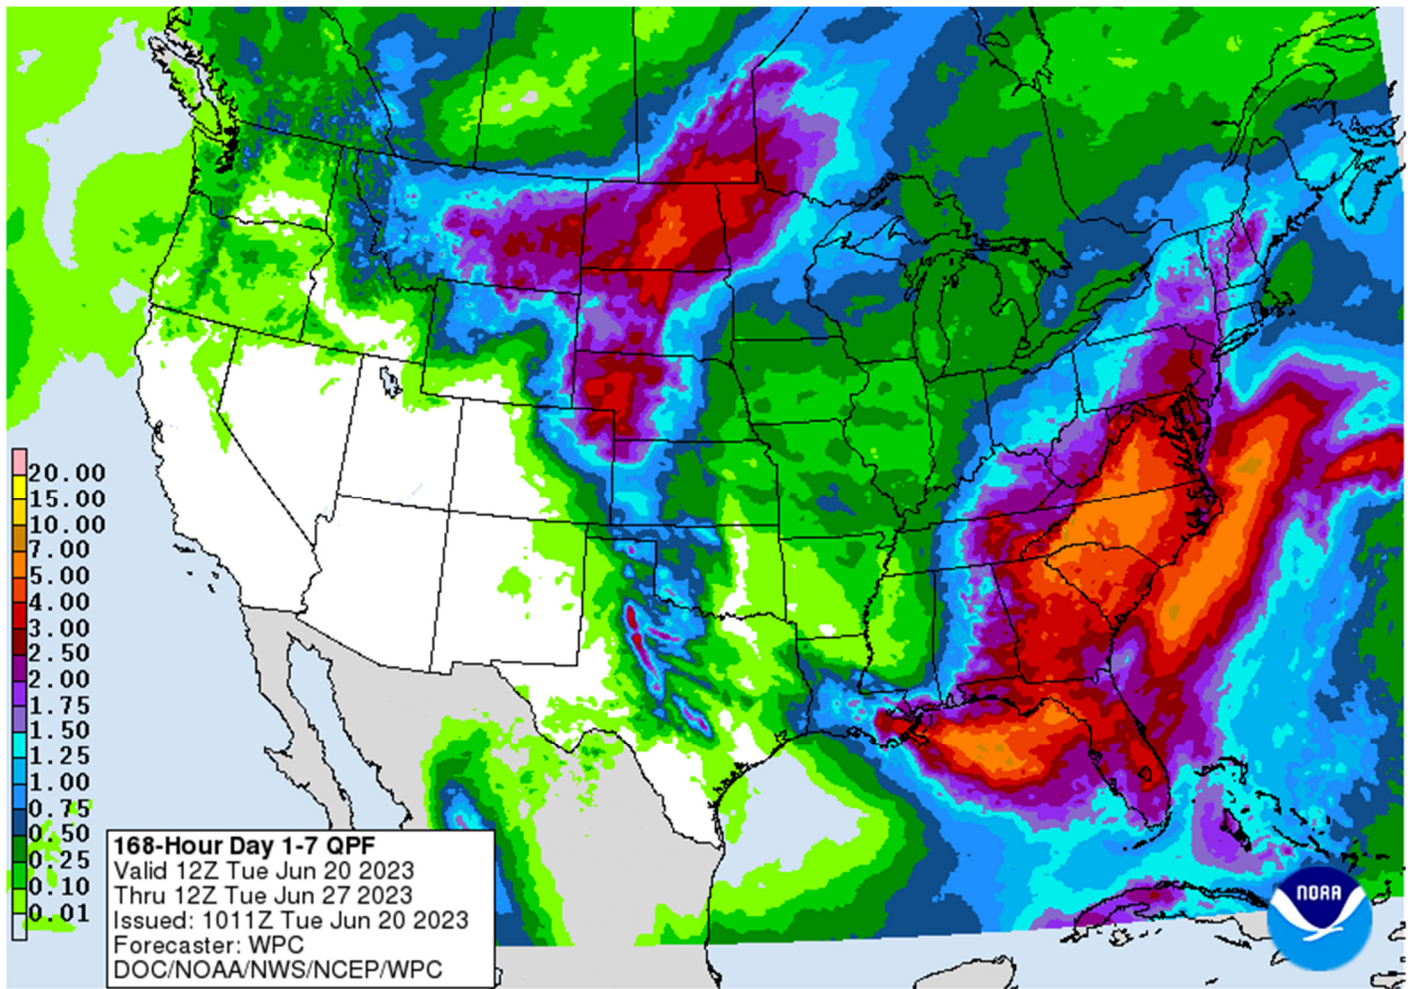 20.00
15.00
10.00
7.00
5.00
4.00
3.00
2.50
2.00
1.75
1.50
1.25
1.00
0.75
0.50
0.25
0.10
0.01
168-Hour Day 1-7 QPF
Valid 12Z Tue Jun 20 2023
Thru 12Z Tue Jun 27 2023
Issued: 1011Z Tue Jun 20 2023
Forecaster: WPC
DOC/NOAA/NWS/NCEP/WPC
NOAA